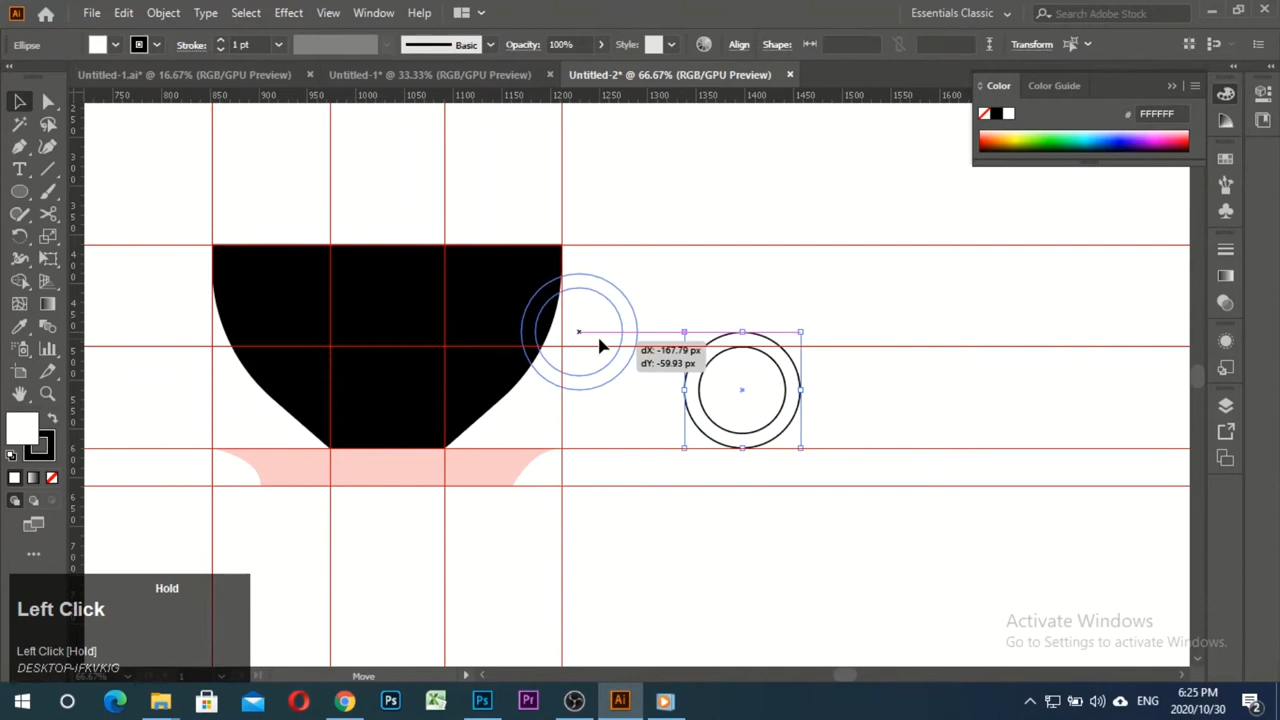 Ai
File Edit Object Type Select Effect View Window Help
Essentials Classic
Search Adobe Stock
Ellipse
Stroke: 1 pt
Basic
Opacity: 100%
Style:
Align
Shape:
Transform
Untitled-1.ai* @ 16.67% (RGB/GPU Preview)
Untitled-1* @ 33.33% (RGB/GPU Preview)
Untitled-2* @ 66.67% (RGB/GPU Preview)
Color
Color Guide
# FFFFFF
750 800 850 900 950 1000 1050 1100 1150 1200 1250 1300 1350 1400 1450 1500 1550 1600
dX: -167.79 px
dY: -59.93 px
Hold
Left Click
Left Click [Hold]
DESKTOP-IFKVKIG
Activate Windows
Go to Settings to activate Windows.
66.67%
1
Move
ENG
6:25 PM
2020/10/30
2